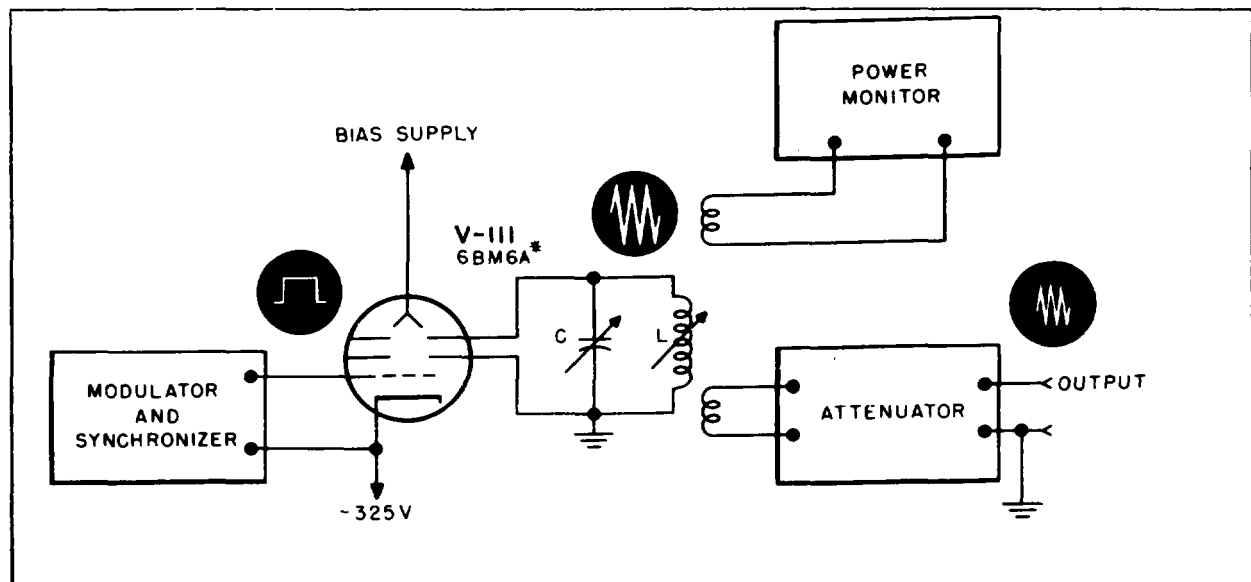 POWER
MONITOR
BIAS SUPPLY
V-111
6BM6A*
C
L
MODULATOR
AND
SYNCHRONIZER
ATTENUATOR
OUTPUT
-325V